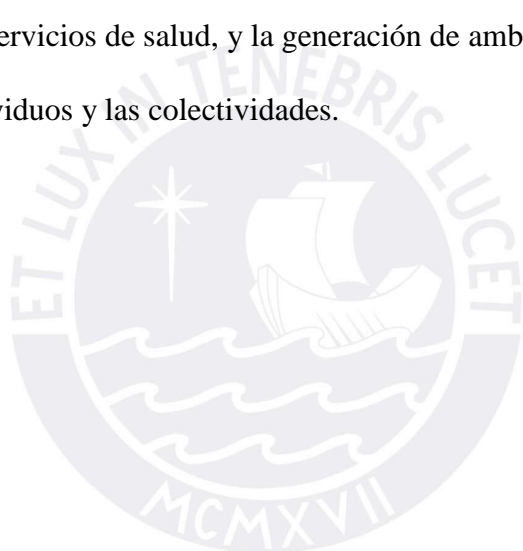 ervicios de salud, y la generación de amb
viduos y las colectividades.
ET LUX IN TENEBRIS LUCET
MCMXVII